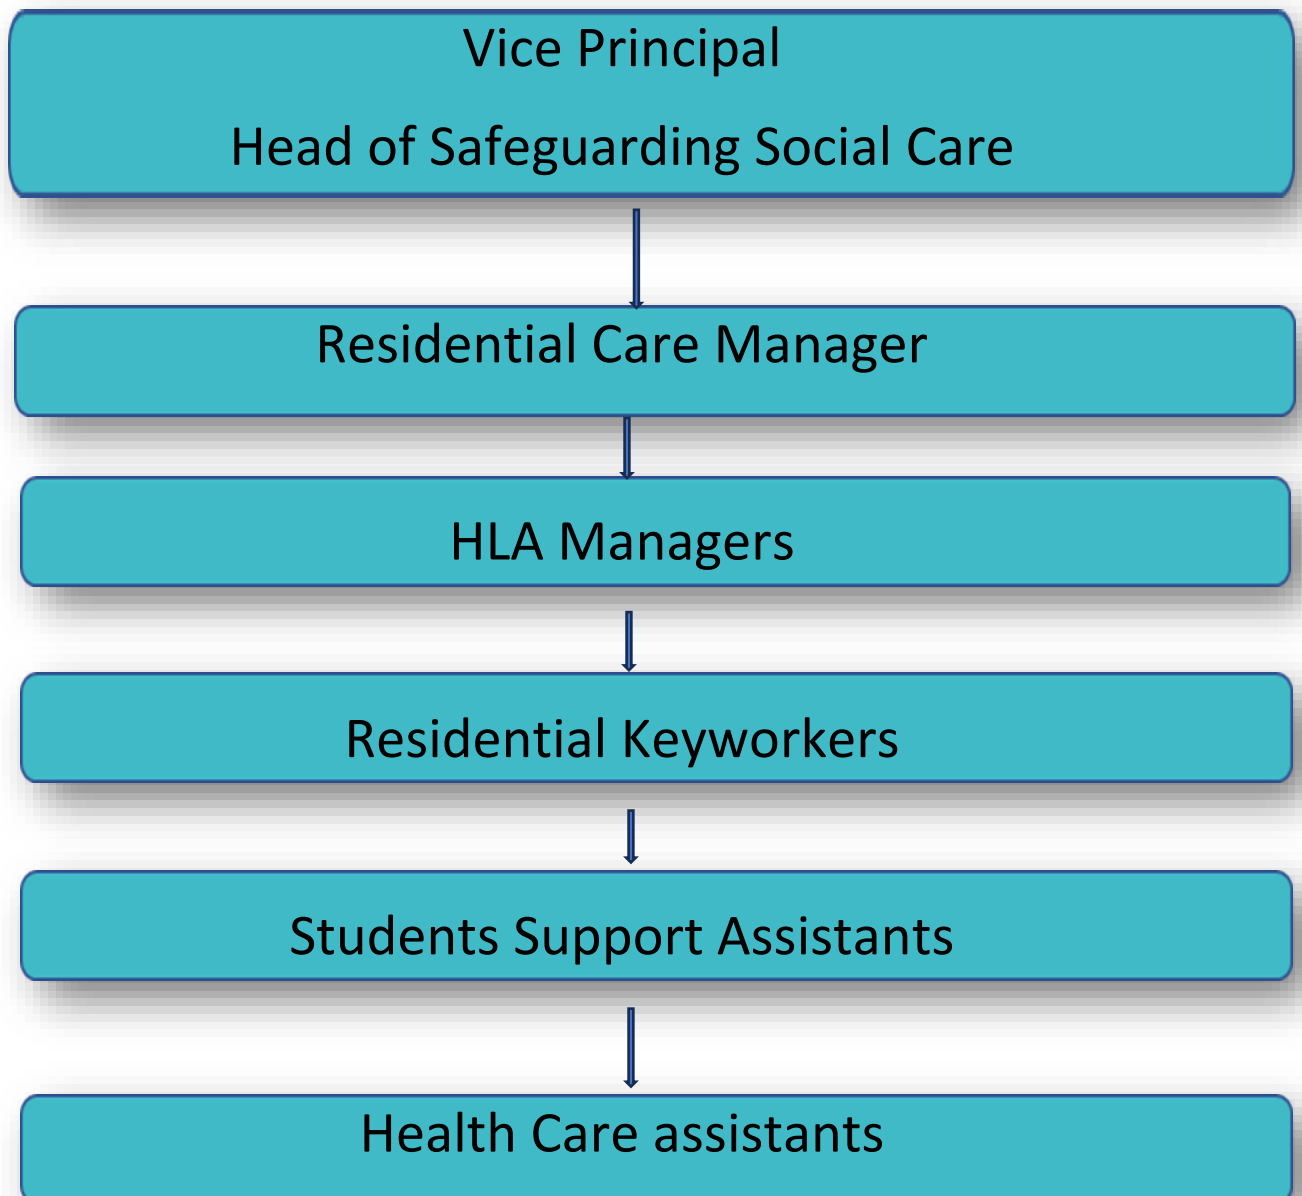 Vice Principal
Head of Safeguarding Social Care
Residential Care Manager
HLA Managers
Residential Keyworkers
Students Support Assistants
Health Care assistants